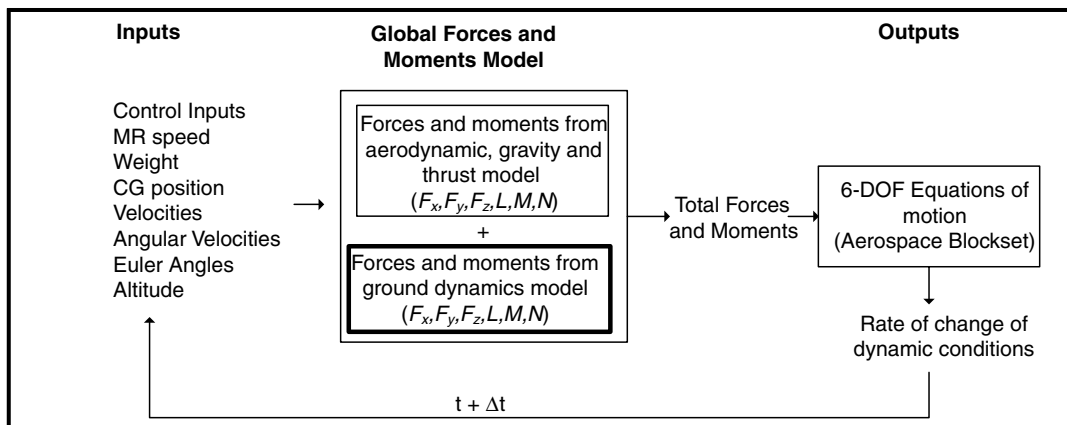 Inputs
Global Forces and
Moments Model
Outputs
Control Inputs
MR speed
Weight
CG position
Velocities
Angular Velocities
Euler Angles
Altitude
Forces and moments from
aerodynamic, gravity and
thrust model
(Fx,Fy,Fz,L,M,N)
+
Forces and moments from
ground dynamics model
(Fx,Fy,Fz,L,M,N)
Total Forces
and Moments
6-DOF Equations of
motion
(Aerospace Blockset)
Rate of change of
dynamic conditions
t + Δt